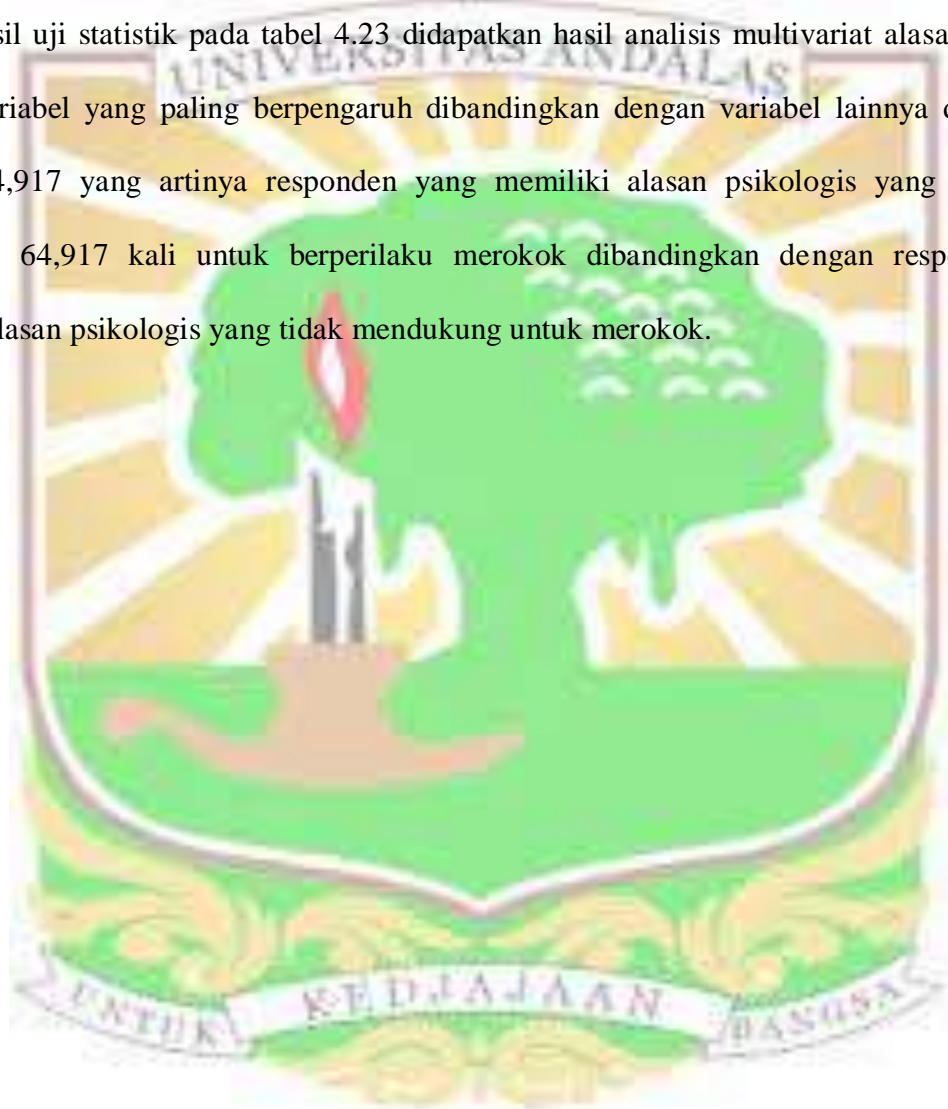 sil uji statistik pada tabel 4.23 didapatkan hasil analisis multivariat alasa
UNIVERSITAS ANDALAS
riabel yang paling berpengaruh dibandingkan dengan variabel lainnya d
4,917 yang artinya responden yang memiliki alasan psikologis yang
64,917 kali untuk berperilaku merokok dibandingkan dengan resp
lasan psikologis yang tidak mendukung untuk merokok.
UNTUK KEDJAJAAN BANGSA